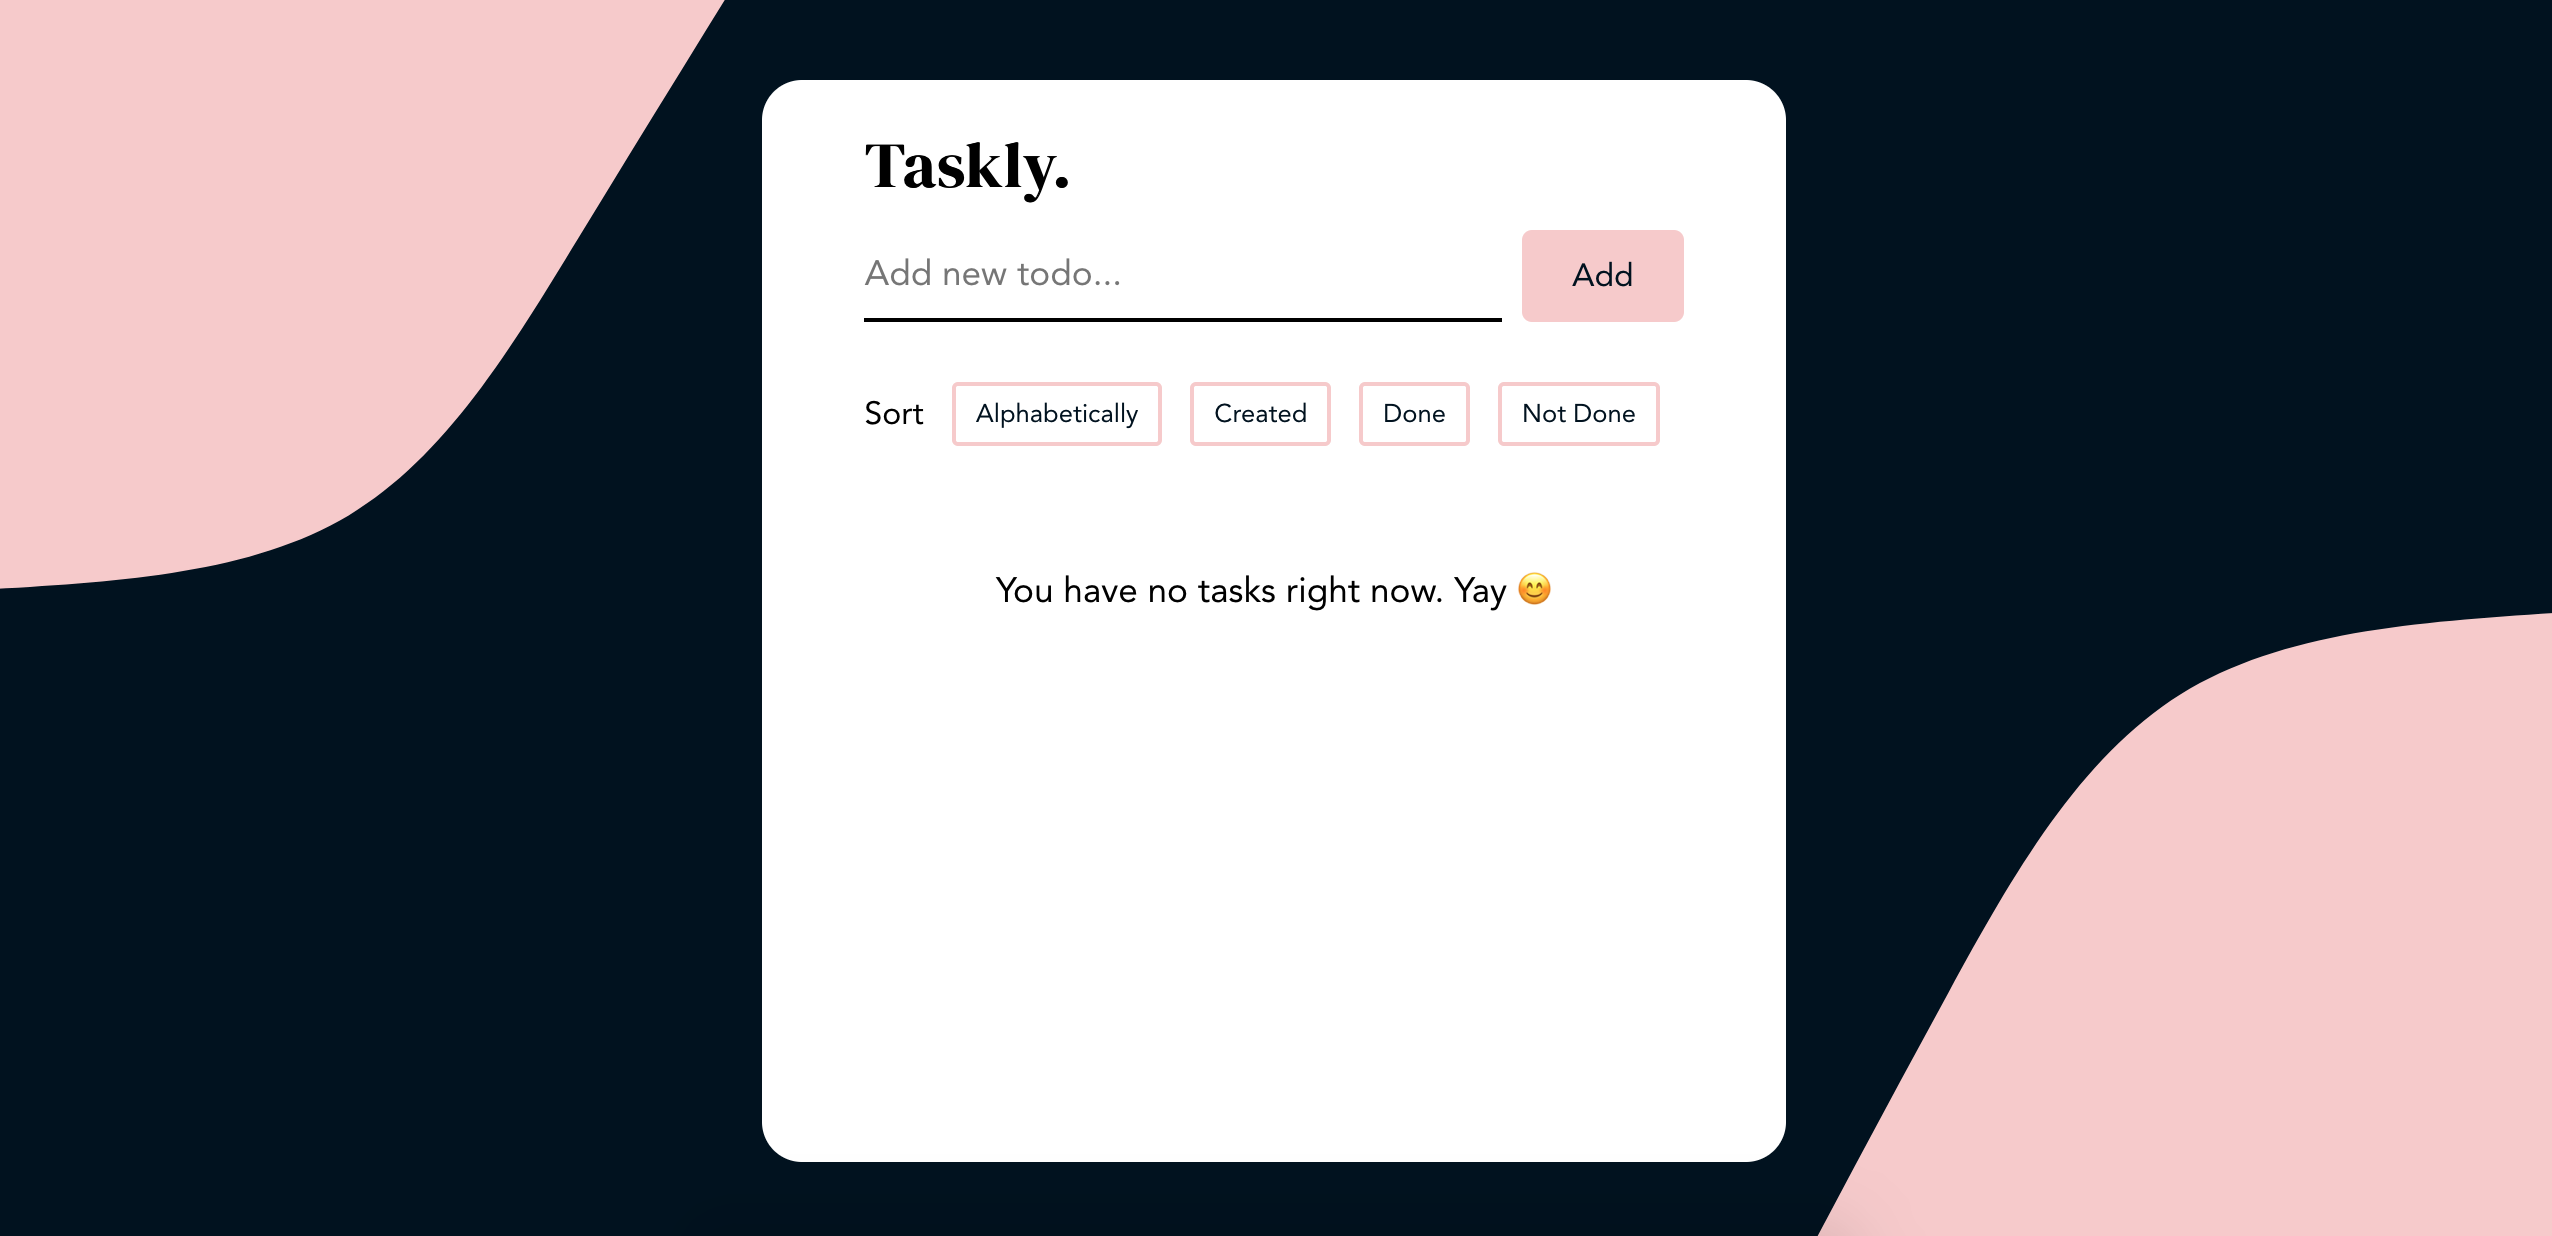 Taskly.
Add new todo...
Add
Sort Alphabetically Created Done Not Done
You have no tasks right now. Yay 😊